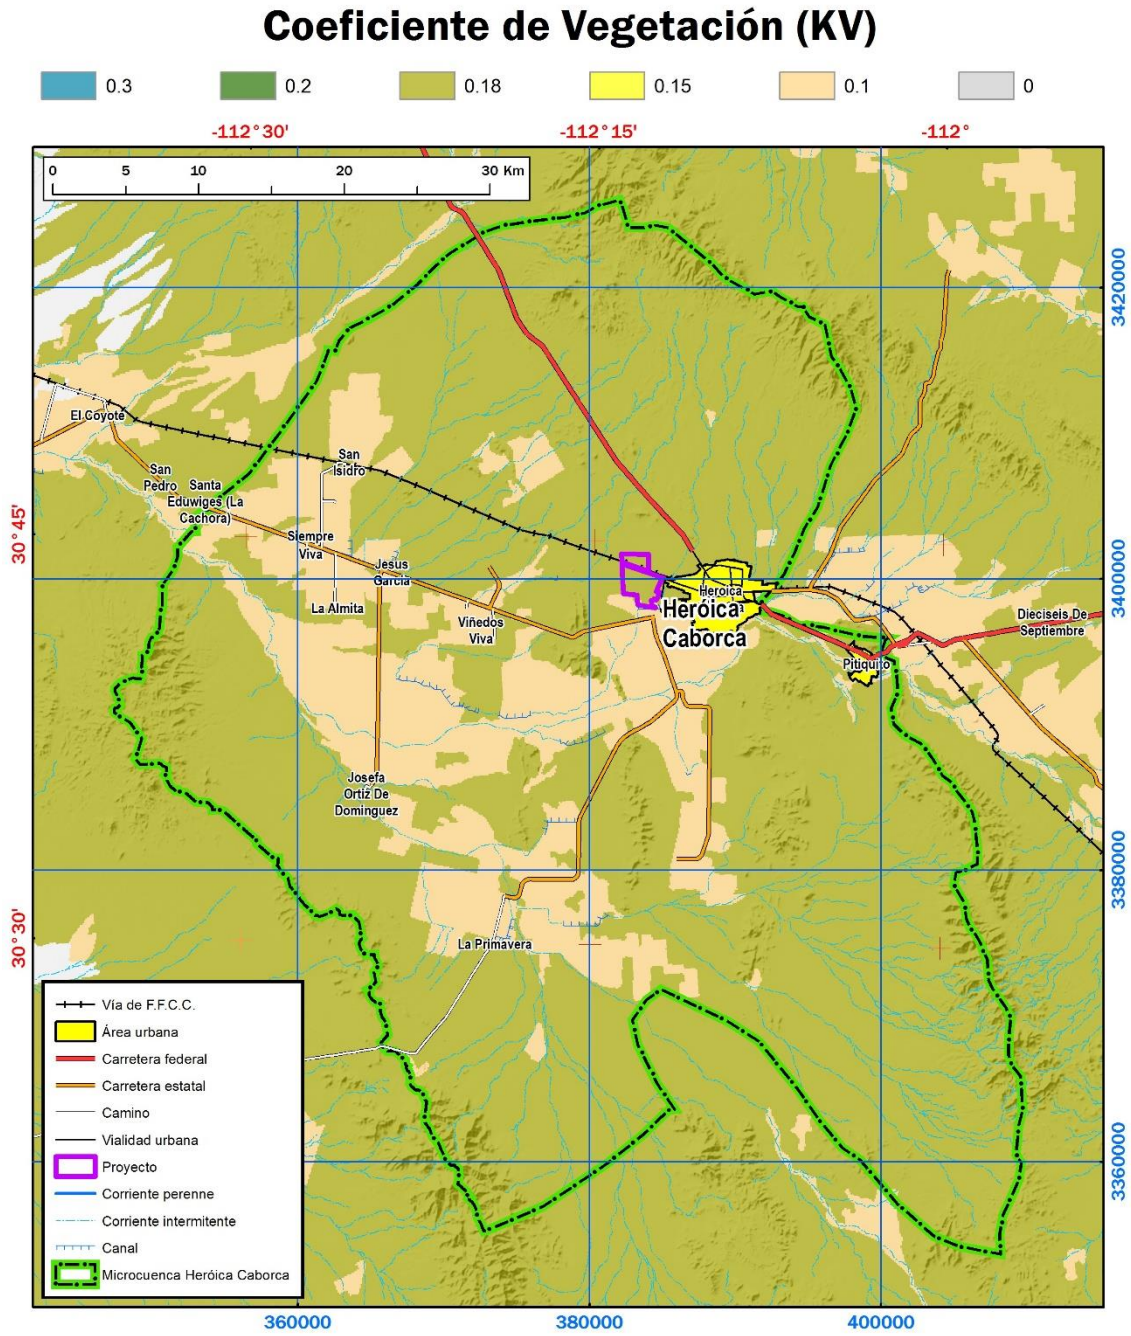 Coeficiente de Vegetación (KV)
0.3 0.2 0.18 0.15 0.1 0
-112°30' -112°15' -112°
0 5 10 20 30 Km
3420000
El Coyote
San
Isidro
San
Pedro
Santa
Eduwiges (La
Cachora)
30°45'
Siempre
Viva
Jesus
Garcia
3400000
La Almita
Viñedos
Viva
Heroica
Heróica
Caborca
Dieciseis De
Septiembre
Pitiquito
Josefa
Ortiz De
Dominguez
3380000
30°30'
La Primavera
Vía de F.F.C.C.
Área urbana
Carretera federal
Carretera estatal
Camino
Vialidad urbana
Proyecto
Corriente perenne
Corriente intermitente
Canal
Microcuenca Heróica Caborca
3360000
360000 380000 400000